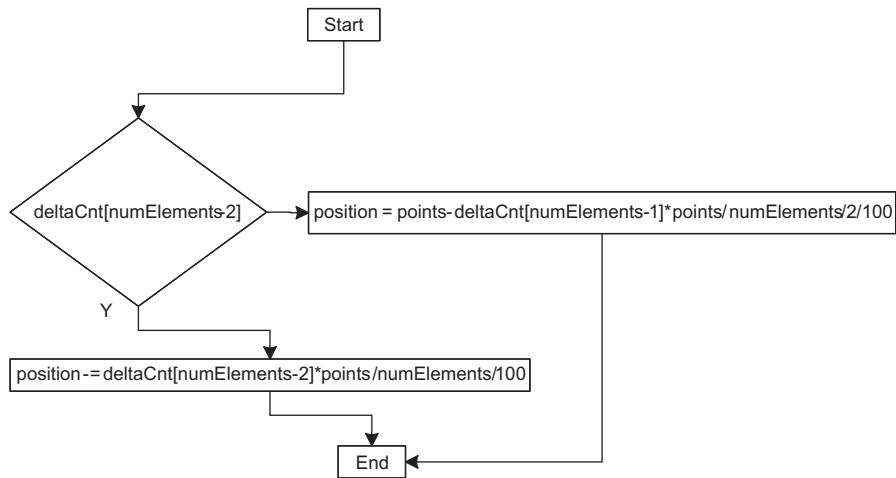 Start
deltaCnt[numElements-2]
position = points-deltaCnt[numElements-1]*points/numElements/2/100
Y
position-=deltaCnt[numElements-2]*points/numElements/100
End